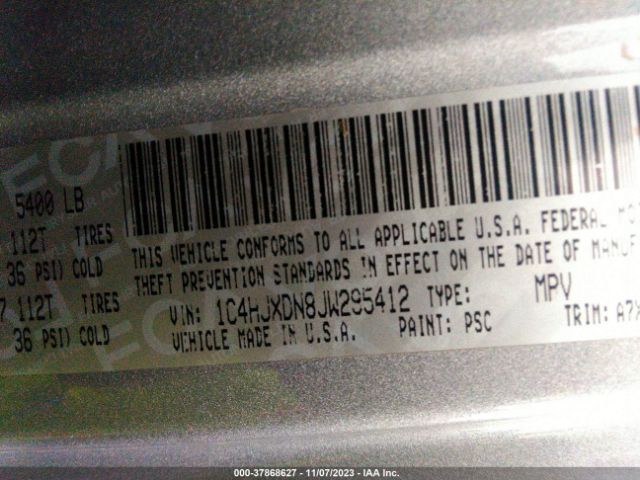 5400 LB
112T TIRES
36 PSI) COLD
7 112T TIRES
36 PSI) COLD
THIS VEHICLE CONFORMS TO ALL APPLICABLE U.S.A. FEDERAL
THEFT PREVENTION STANDARDS IN EFFECT ON THE DATE OF
VIN: 1C4HJXDN8JW295412 TYPE: MPV
VEHICLE MADE IN U.S.A. PAINT: PSC TRIM: A7X
000-37868627 - 11/07/2023 - IAA Inc.